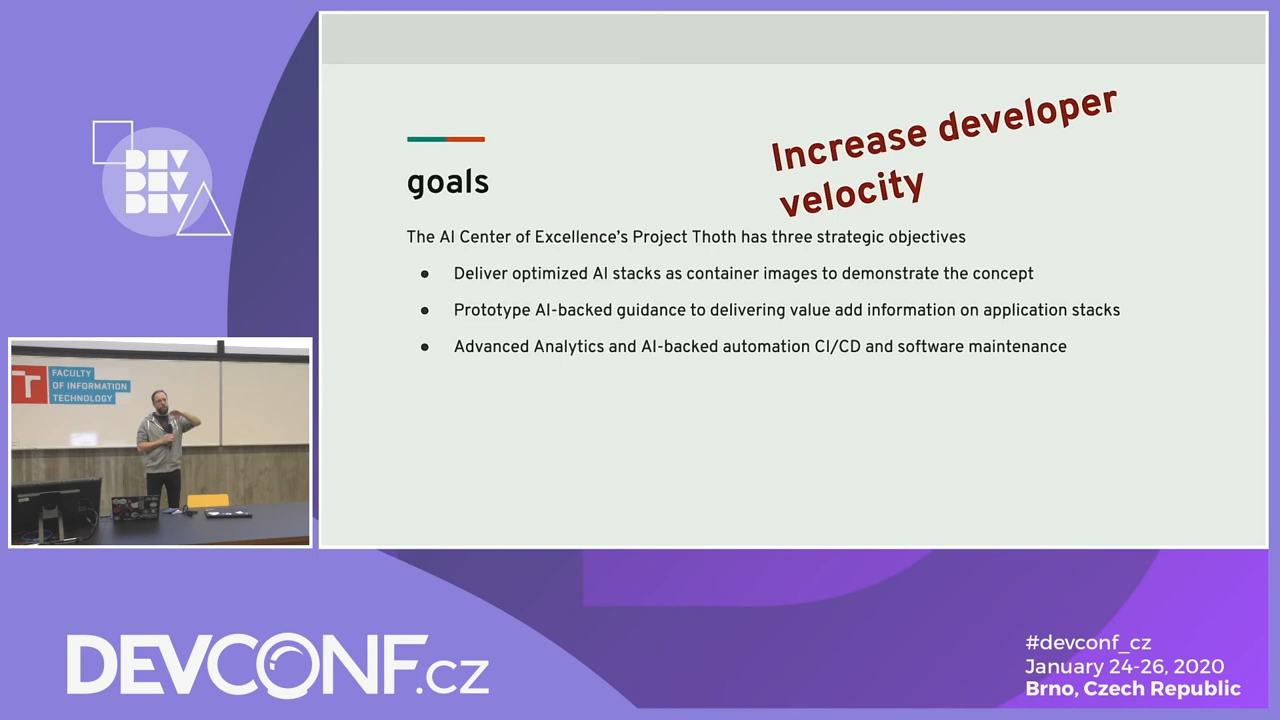 DEV
DEV
DEV
Increase developer
velocity
goals
The AI Center of Excellence’s Project Thoth has three strategic objectives
● Deliver optimized AI stacks as container images to demonstrate the concept
● Prototype AI-backed guidance to delivering value add information on application stacks
● Advanced Analytics and AI-backed automation CI/CD and software maintenance
FACULTY
OF INFORMATION
TECHNOLOGY
DEVCONF.cz
#devconf_cz
January 24-26, 2020
Brno, Czech Republic